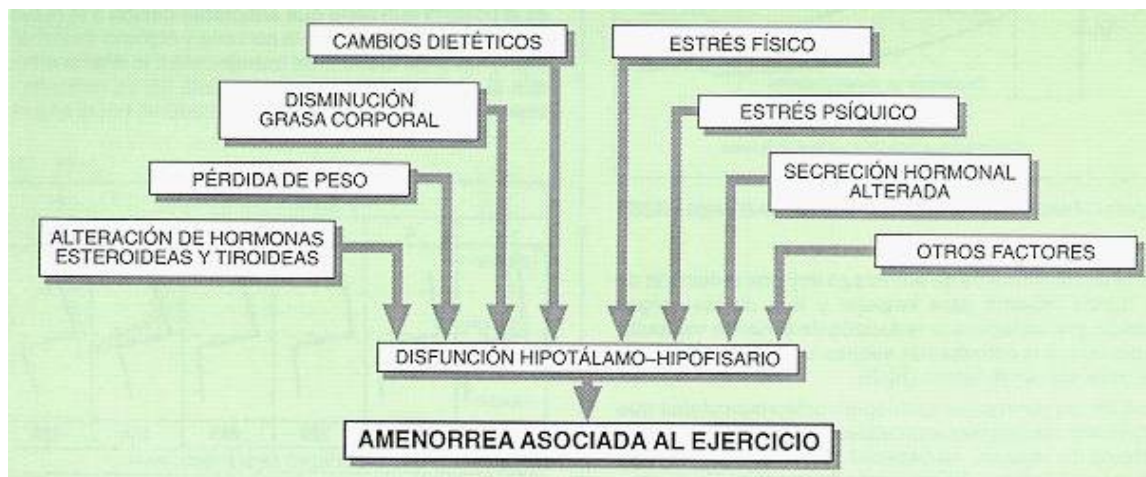 CAMBIOS DIETÉTICOS
ESTRÉS FÍSICO
DISMINUCIÓN
GRASA CORPORAL
ESTRÉS PSÍQUICO
PÉRDIDA DE PESO
SECRECIÓN HORMONAL
ALTERADA
ALTERACIÓN DE HORMONAS
ESTEROIDEAS Y TIROIDEAS
OTROS FACTORES
DISFUNCIÓN HIPOTÁLAMO–HIPOFISARIO
AMENORREA ASOCIADA AL EJERCICIO